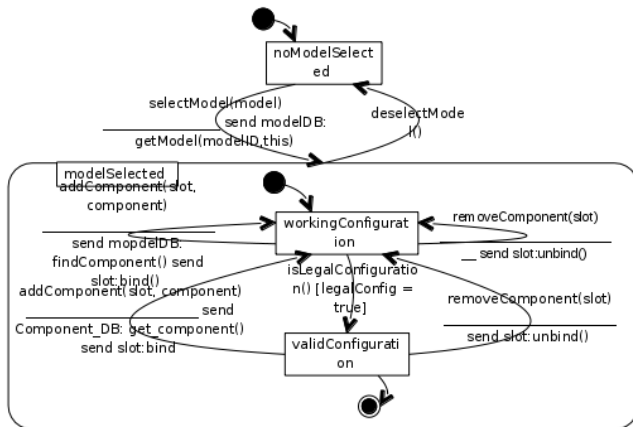 noModelSelect
ed
selectModel(model)
send modelDB:
getModel(modelID,this)
deselectMode
l()
modelSelected
addComponent(slot,
component)
send mopdelDB:
findComponent() send
slot:bind()
workingConfigurat
ion
removeComponent(slot)
__ send slot:unbind()
isLegalConfiguratio
n() [legalConfig =
true]
addComponent(slot, component)
send
Component_DB: get_component()
send slot:bind
removeComponent(slot)
send slot:unbind()
validConfigurati
on